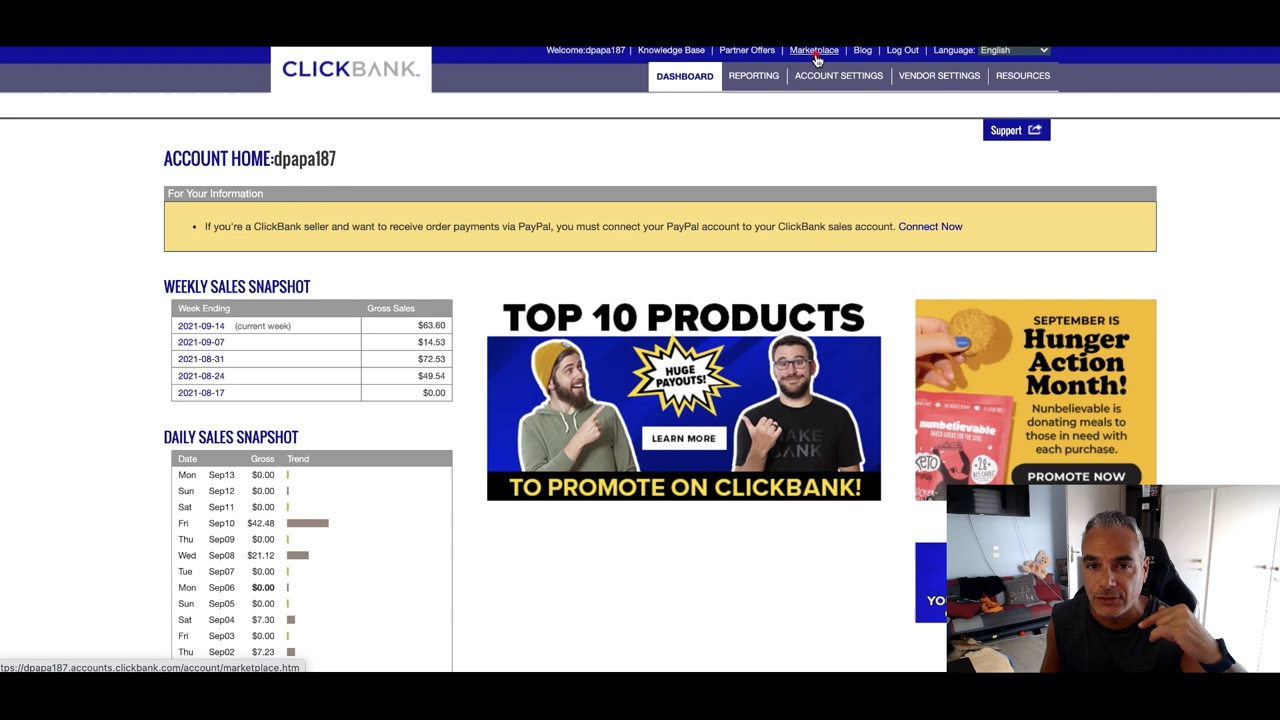 Welcome:dpapa187 | Knowledge Base | Partner Offers | Marketplace | Blog | Log Out | Language: English
CLICKBANK
DASHBOARD REPORTING ACCOUNT SETTINGS VENDOR SETTINGS RESOURCES
Support
ACCOUNT HOME:dpapa187
For Your Information
• If you're a ClickBank seller and want to receive order payments via PayPal, you must connect your PayPal account to your ClickBank sales account. Connect Now
WEEKLY SALES SNAPSHOT
Week Ending Gross Sales
2021-09-14 (current week) $63.60
2021-09-07 $14.53
2021-08-31 $72.53
2021-08-24 $49.54
2021-08-17 $0.00
DAILY SALES SNAPSHOT
Date Gross Trend
Mon Sep13 $0.00
Sun Sep12 $0.00
Sat Sep11 $0.00
Fri Sep10 $42.48
Thu Sep09 $0.00
Wed Sep08 $21.12
Tue Sep07 $0.00
Mon Sep06 $0.00
Sun Sep05 $0.00
Sat Sep04 $7.30
Fri Sep03 $0.00
Thu Sep02 $7.23
TOP 10 PRODUCTS
HUGE
PAYOUTS!
LEARN MORE
TO PROMOTE ON CLICKBANK!
SEPTEMBER IS
Hunger
Action
Month!
Nunbelievable is
donating meals to
those in need with
each purchase.
PROMOTE NOW
nunbelievable
BAKED GOODS FOR THE SOUL
KETO
28
YO
tps://dpapa187.accounts.clickbank.com/account/marketplace.htm